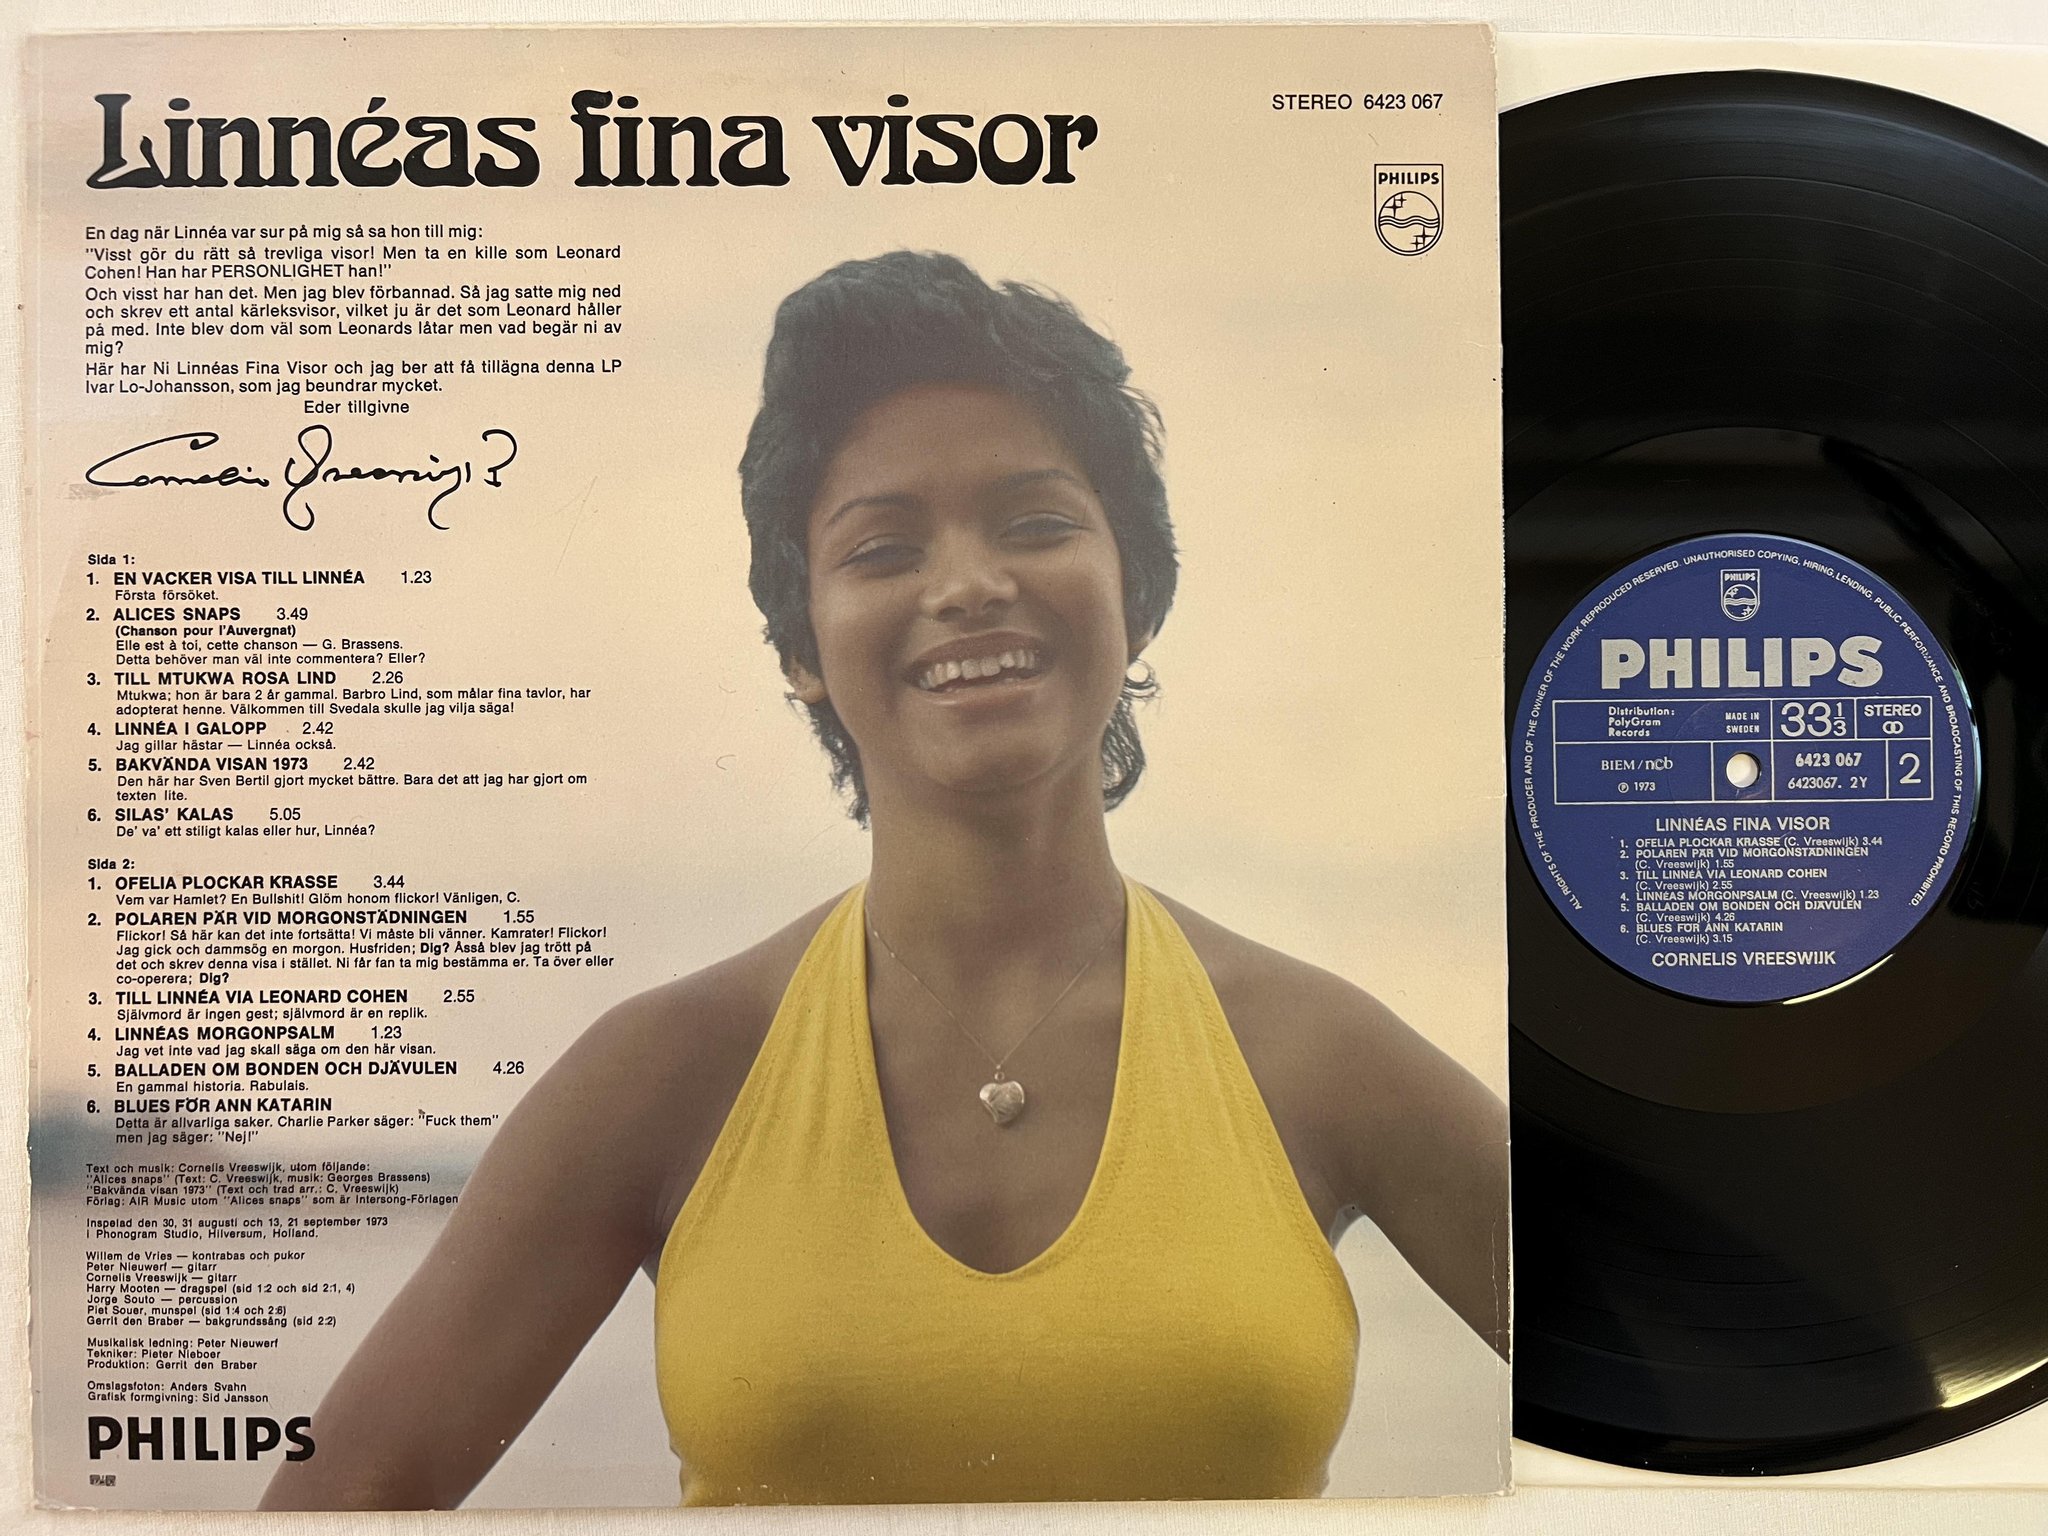 Linnéas fina visor
STEREO 6423 067
PHILIPS
En dag när Linnéa var sur på mig så sa hon till mig:
"Visst gör du rätt så trevliga visor! Men ta en kille som Leonard
Cohen! Han har PERSONLIGHET han!"
Och visst har han det. Men jag blev förbannad. Så jag satte mig ned
och skrev ett antal kärleksvisor, vilket ju är det som Leonard håller
på med. Inte blev dom väl som Leonards låtar men vad begär ni av
mig?
Här har Ni Linnéas Fina Visor och jag ber att få tillägna denna LP
Ivar Lo-Johansson, som jag beundrar mycket.
Eder tillgivne
Cornelis Vreeswijk
Sida 1:
1. EN VACKER VISA TILL LINNÉA 1.23
Första försöket.
2. ALICES SNAPS 3.49
(Chanson pour l'Auvergnat)
Elle est à toi, cette chanson — G. Brassens.
Detta behöver man väl inte commentera? Eller?
3. TILL MTUKWA ROSA LIND 2.26
Mtukwa; hon är bara 2 år gammal. Barbro Lind, som målar fina tavlor, har
adopterat henne. Välkommen till Svedala skulle jag vilja säga!
4. LINNÉA I GALOPP 2.42
Jag gillar hästar — Linnéa också.
5. BAKVÄNDA VISAN 1973 2.42
Den här har Sven Bertil gjort mycket bättre. Bara det att jag har gjort om
texten lite.
6. SILAS' KALAS 5.05
De' va' ett stiligt kalas eller hur, Linnéa?
Sida 2:
1. OFELIA PLOCKAR KRASSE 3.44
Vem var Hamlet? En Bullshit! Glöm honom flickor! Vänligen, C.
2. POLAREN PÄR VID MORGONSTÄDNINGEN 1.55
Flickor! Så här kan det inte fortsätta! Vi måste bli vänner. Kamrater! Flickor!
Jag gick och dammsög en morgon. Husfriden; Dig? Åsså blev jag trött på
det och skrev denna visa i stället. Ni får fan ta mig bestämma er. Ta över eller
co-operera; Dig?
3. TILL LINNÉA VIA LEONARD COHEN 2.55
Självmord är ingen gest; självmord är en replik.
4. LINNÉAS MORGONPSALM 1.23
Jag vet inte vad jag skall säga om den här visan.
5. BALLADEN OM BONDEN OCH DJÄVULEN 4.26
En gammal historia. Rabulais.
6. BLUES FÖR ANN KATARIN
Detta är allvarliga saker. Charlie Parker säger: "Fuck them"
men jag säger: "Nej!"
Text och musik: Cornelis Vreeswijk, utom följande:
"Alices snaps" (Text: C. Vreeswijk, musik: Georges Brassens)
"Bakvända visan 1973" (Text och trad arr.: C. Vreeswijk)
Förlag: AIR Music utom "Alices snaps" som är Intersong-Förlagen
Inspelad den 30, 31 augusti och 13, 21 september 1973
i Phonogram Studio, Hilversum, Holland.
Willem de Vries — kontrabas och pukor
Peter Nieuwerf — gitarr
Cornelis Vreeswijk — gitarr
Harry Mooten — dragspel (sid 1:2 och sid 2:1, 4)
Jorge Souto — percussion
Piet Souer, munspel (sid 1:4 och 2:6)
Gerrit den Braber — bakgrundssång (sid 2:2)
Musikalisk ledning: Peter Nieuwerf
Tekniker: Pieter Nieboer
Produktion: Gerrit den Braber
Omslagsfoton: Anders Svahn
Grafisk formgivning: Sid Jansson
PHILIPS
ALL RIGHTS OF THE PRODUCER AND OF THE OWNER OF THE WORK REPRODUCED RESERVED. UNAUTHORISED COPYING, HIRING, LENDING, PUBLIC PERFORMANCE AND BROADCASTING OF THIS RECORD PROHIBITED.
PHILIPS
PHILIPS
Distribution:
PolyGram
Records
MADE IN
SWEDEN
33 1/3
STEREO
BIEM/ncb
℗ 1973
6423 067
6423067. 2Y
2
LINNÉAS FINA VISOR
1. OFELIA PLOCKAR KRASSE (C. Vreeswijk) 3.44
2. POLAREN PÄR VID MORGONSTÄDNINGEN
(C. Vreeswijk) 1.55
3. TILL LINNÉA VIA LEONARD COHEN
(C. Vreeswijk) 2.55
4. LINNÉAS MORGONPSALM (C. Vreeswijk) 1.23
5. BALLADEN OM BONDEN OCH DJÄVULEN
(C. Vreeswijk) 4.26
6. BLUES FÖR ANN KATARIN
(C. Vreeswijk) 3.15
CORNELIS VREESWIJK